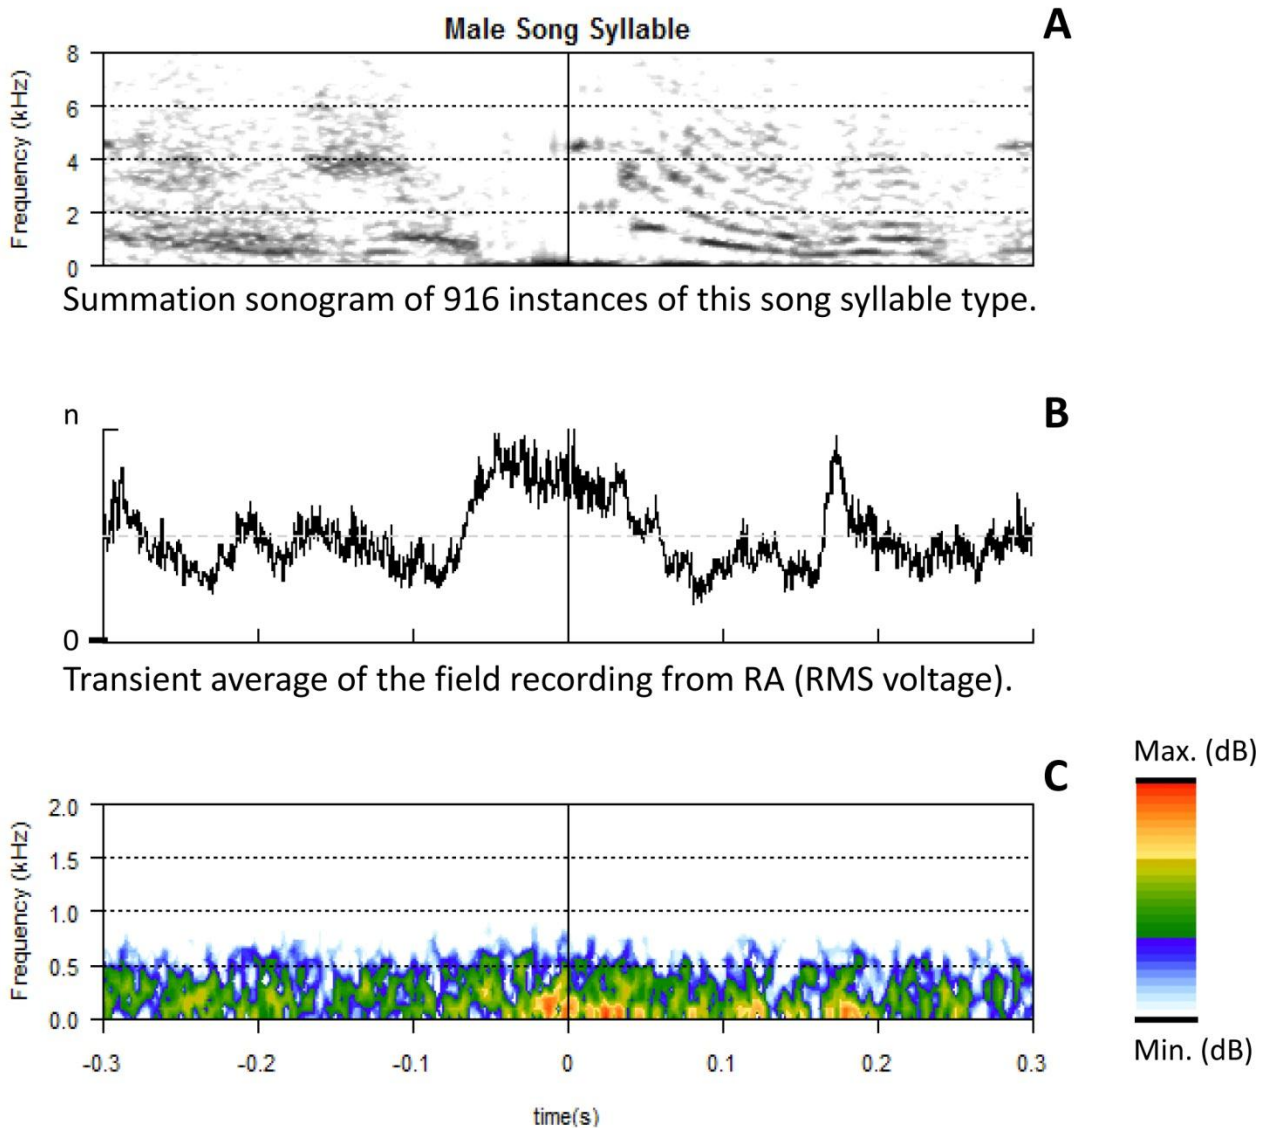 Male Song Syllable
A
Frequency (kHz)
8
6
4
2
0
Summation sonogram of 916 instances of this song syllable type.
B
n
0
Transient average of the field recording from RA (RMS voltage).
C
Max. (dB)
Min. (dB)
Frequency (kHz)
2.0
1.5
1.0
0.5
0.0
-0.3 -0.2 -0.1 0 0.1 0.2 0.3
time(s)